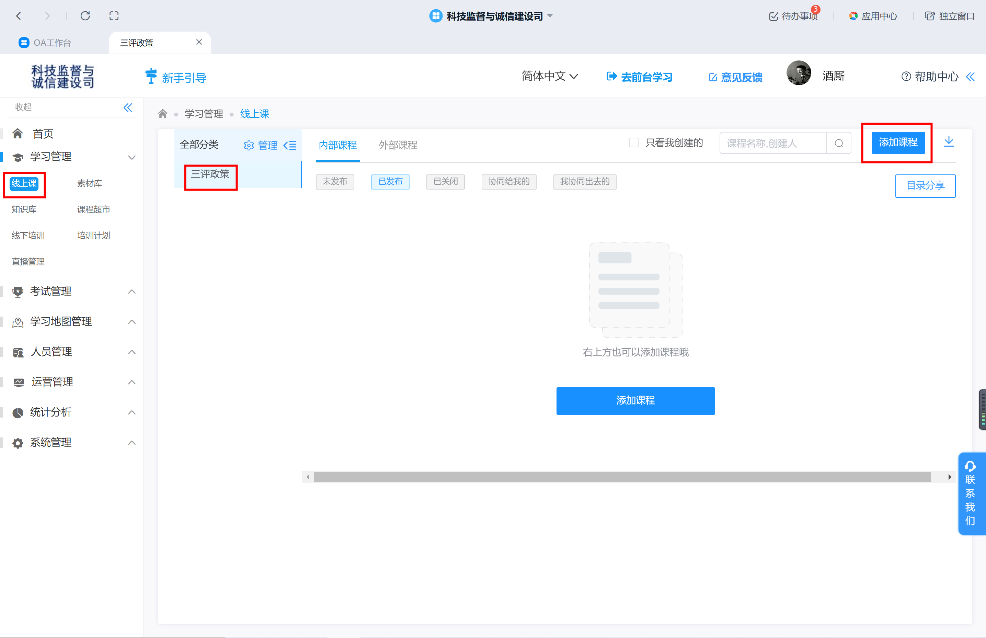 科技监督与诚信建设司
待办事项
3
应用中心
独立窗口
OA工作台
三评政策
科技监督与
诚信建设司
新手引导
简体中文
去前台学习
意见反馈
酒厮
帮助中心
收起
学习管理
线上课
首页
学习管理
线上课
素材库
知识库
课程超市
线下培训
培训计划
直播管理
考试管理
学习地图管理
人员管理
运营管理
统计分析
系统管理
全部分类
管理
三评政策
内部课程
外部课程
只看我创建的
课程名称,创建人
添加课程
未发布
已发布
已关闭
协同给我的
我协同出去的
目录分享
右上方也可以添加课程哦
添加课程
联系我们